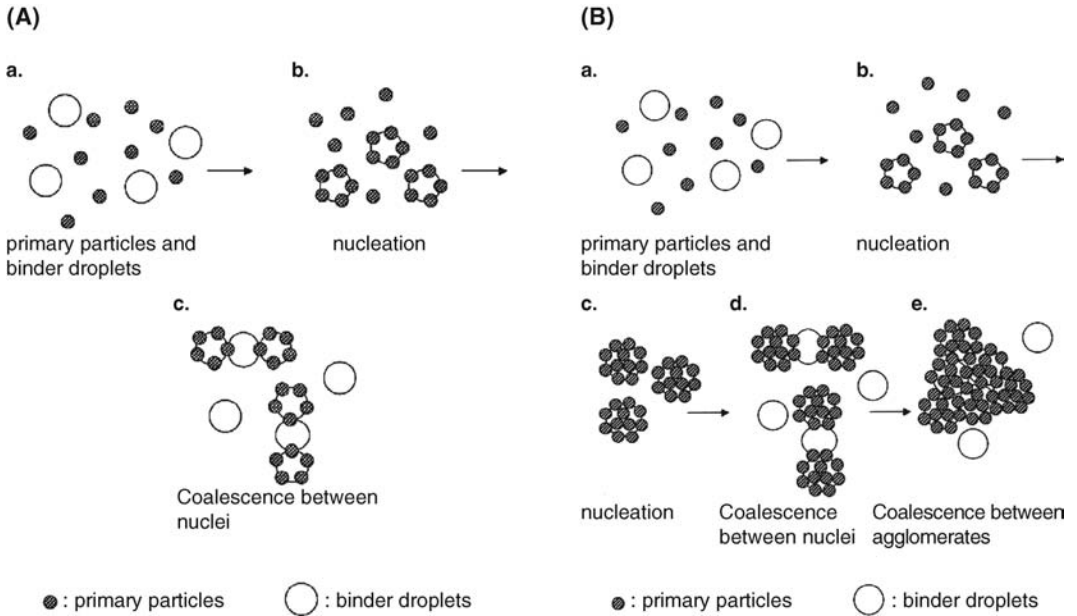 (A)
a.
b.
primary particles and
binder droplets
nucleation
c.
Coalescence between
nuclei
: primary particles
: binder droplets
(B)
a.
b.
primary particles and
binder droplets
nucleation
c.
d.
e.
nucleation
Coalescence
between nuclei
Coalescence between
agglomerates
: primary particles
: binder droplets